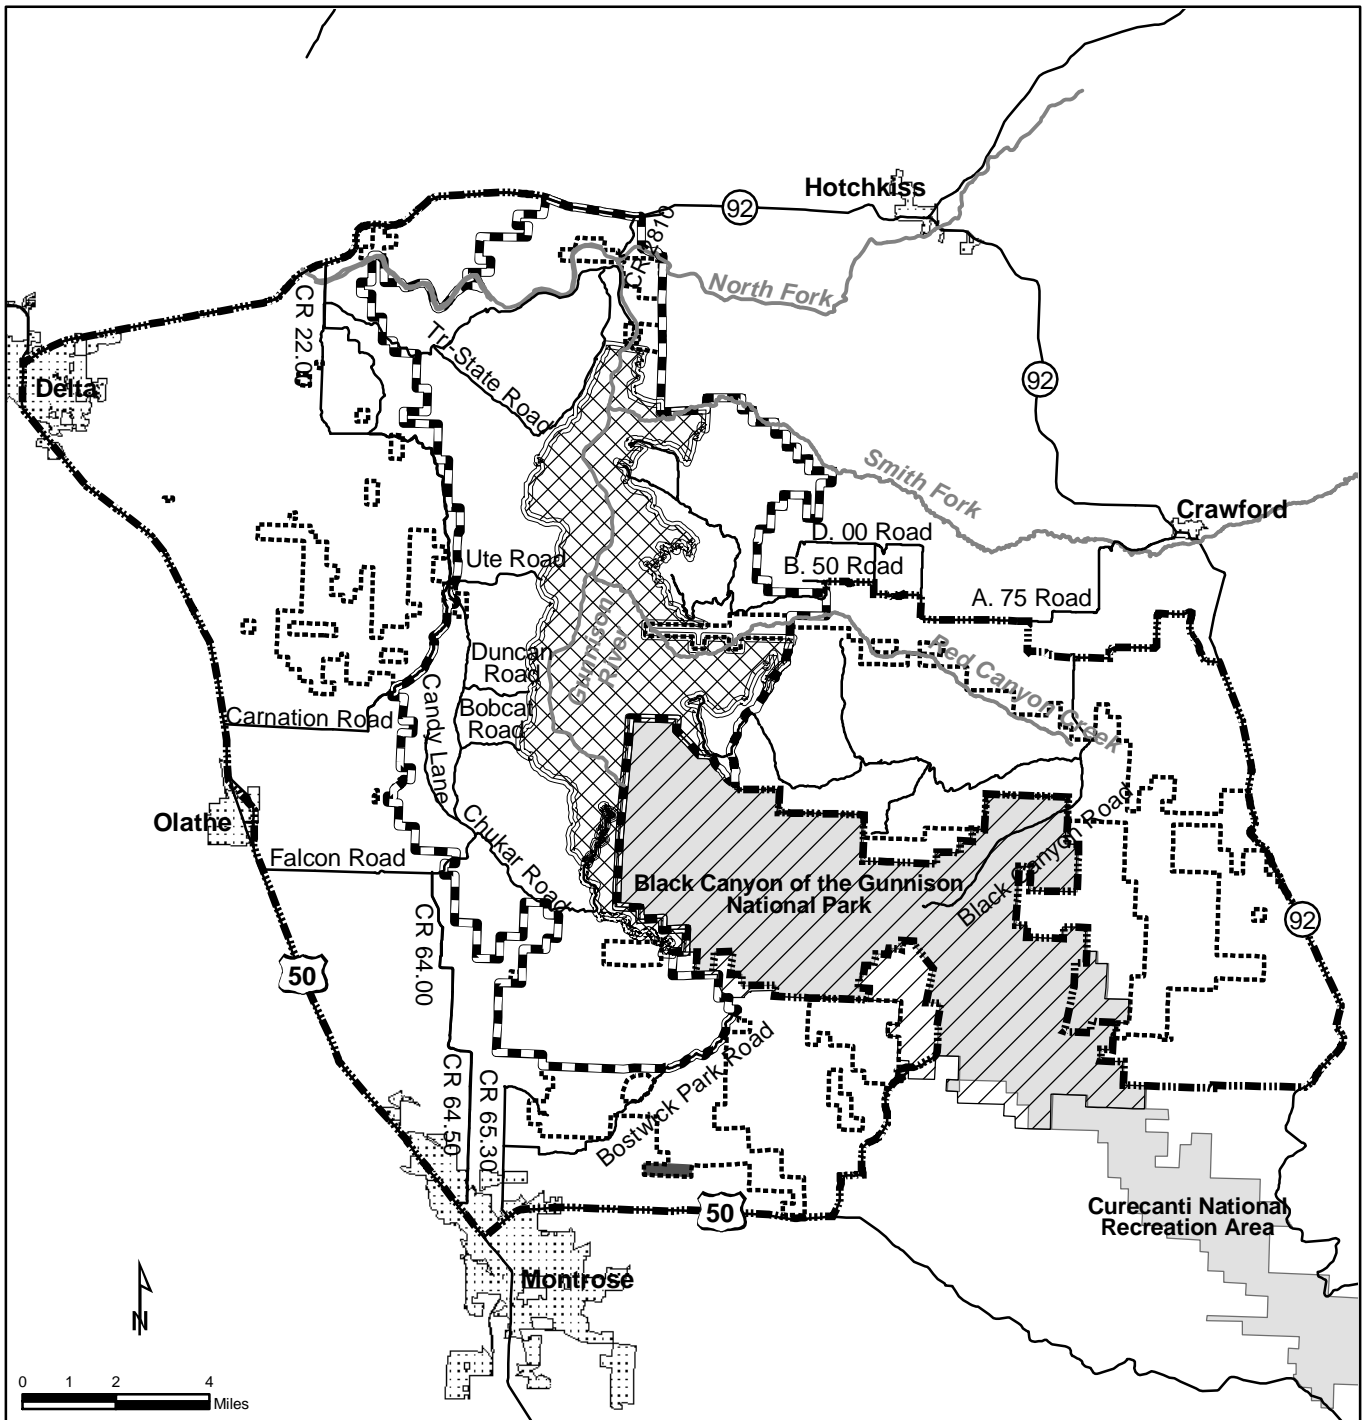 Hotchkiss
92
CR 2810
North Fork
CR 22.00
Tri-State Road
92
Delta
Smith Fork
Crawford
D. 00 Road
Ute Road
B. 50 Road
A. 75 Road
Gunnison
River
Red Canyon Creek
Duncan
Road
Candy Lane
Bobcat
Road
Carnation Road
Olathe
Chukar Road
Falcon Road
Black Canyon Road
Black Canyon of the Gunnison
National Park
92
CR 64.00
50
Bostwick Park Road
CR 64.50
CR 65.30
50
Curecanti National
Recreation Area
Montrose
N
0 1 2 4
Miles